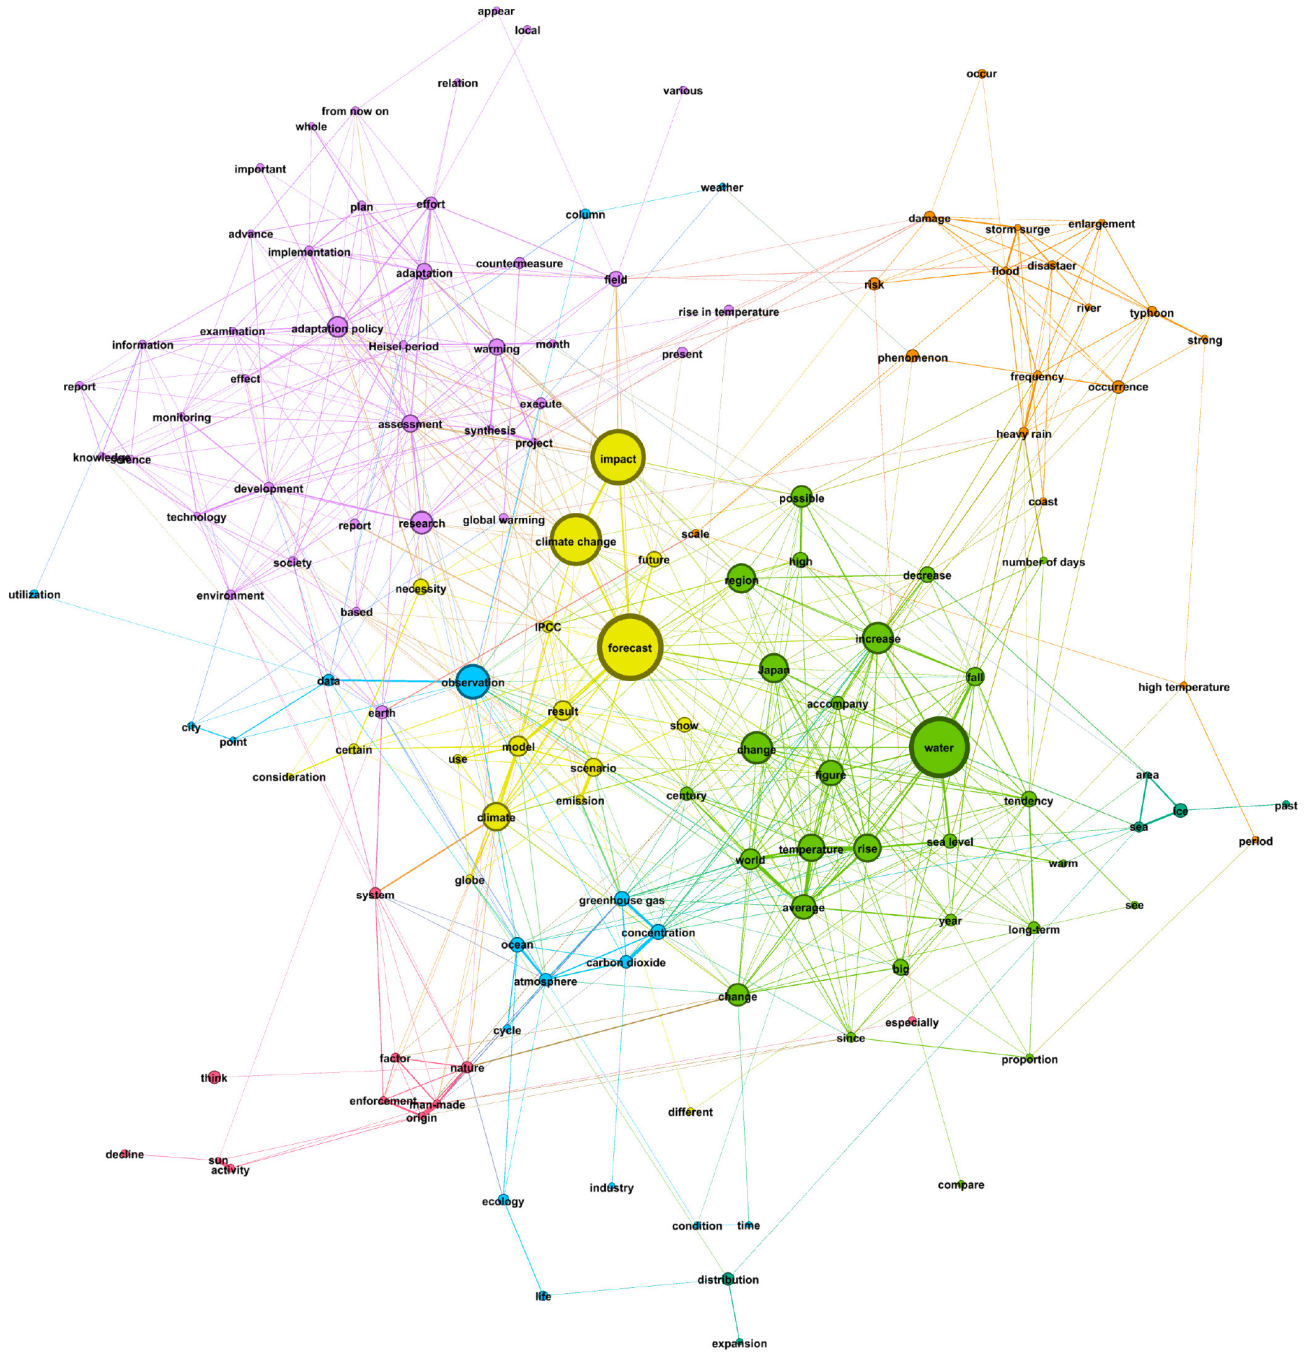 appear
local
occur
relation
various
from now on
whole
important
weather
plan
effort
column
damage
storm surge
enlargement
advance
implementation
countermeasure
adaptation
field
risk
flood
disastaer
river
typhoon
rise in temperature
adaptation policy
examination
information
Heisei period
warming
month
present
phenomenon
strong
effect
report
frequency
occurrence
monitoring
assessment
synthesis
execute
project
heavy rain
knowledge
science
impact
development
possible
coast
technology
report
research
global warming
climate change
scale
society
future
high
number of days
necessity
region
decrease
utilization
environment
based
IPCC
forecast
increase
observation
data
Japan
fall
high temperature
earth
result
accompany
city
point
certain
use
model
show
change
water
consideration
scenario
figure
area
emission
century
tendency
ice
past
climate
sea
temperature
rise
sea level
period
globe
world
warm
system
greenhouse gas
average
see
year
long-term
concentration
ocean
carbon dioxide
atmosphere
big
change
cycle
especially
since
factor
nature
proportion
think
enforcement
man-made
origin
different
decline
sun
activity
industry
compare
ecology
condition
time
distribution
life
expansion